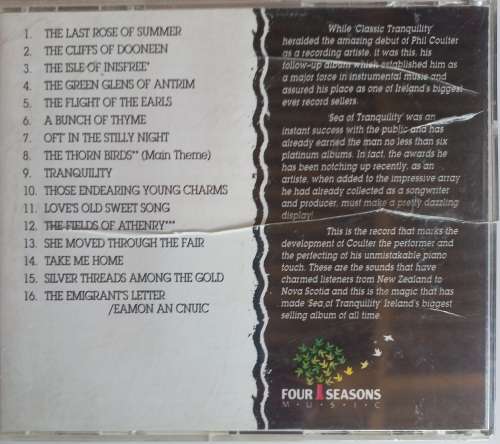 1. THE LAST ROSE OF SUMMER
2. THE CLIFFS OF DOONEEN
3. THE ISLE OF INISFREE*
4. THE GREEN GLENS OF ANTRIM
5. THE FLIGHT OF THE EARLS
6. A BUNCH OF THYME
7. OFT IN THE STILLY NIGHT
8. THE THORN BIRDS** (Main Theme)
9. TRANQUILITY
10. THOSE ENDEARING YOUNG CHARMS
11. LOVE'S OLD SWEET SONG
12. THE FIELDS OF ATHENRY***
13. SHE MOVED THROUGH THE FAIR
14. TAKE ME HOME
15. SILVER THREADS AMONG THE GOLD
16. THE EMIGRANT'S LETTER
/EAMON AN CNUIC
While 'Classic Tranquility'
heralded the amazing debut of Phil Coulter
as a recording artiste, it was this, his
follow-up album which established him as
a major force in instrumental music and
assured his place as one of Ireland's biggest
ever record sellers.
'Sea of Tranquility' was an
instant success with the public and has
already earned the man no less than six
platinum albums. In fact, the awards he
has been notching up recently, as an
artiste, when added to the impressive array
he had already collected as a songwriter
and producer, must make a pretty dazzling
display!
This is the record that marks the
development of Coulter the performer and
the perfecting of his unmistakable piano
touch. These are the sounds that have
charmed listeners from New Zealand to
Nova Scotia and this is the magic that has
made 'Sea of Tranquility' Ireland's biggest
selling album of all time.
FOUR SEASONS
M·U·S·I·C